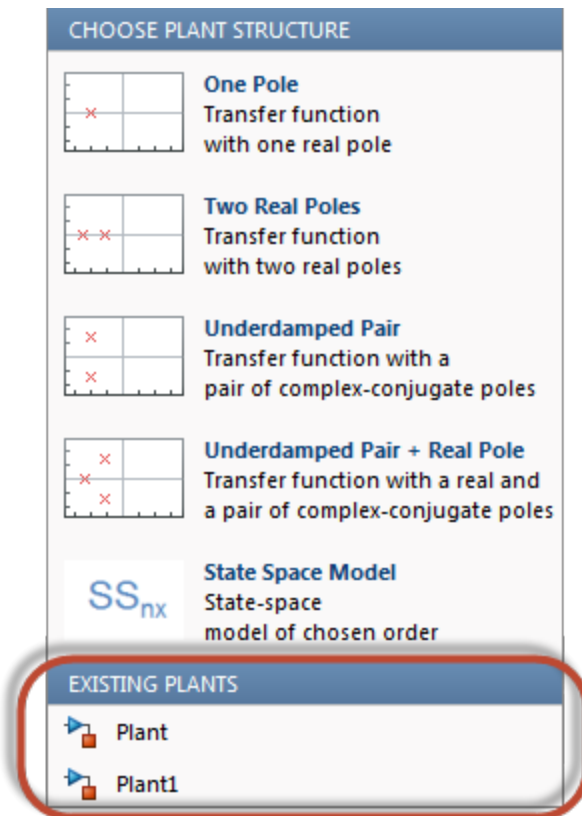 CHOOSE PLANT STRUCTURE
One Pole
Transfer function
with one real pole
Two Real Poles
Transfer function
with two real poles
Underdamped Pair
Transfer function with a
pair of complex-conjugate poles
Underdamped Pair + Real Pole
Transfer function with a real and
a pair of complex-conjugate poles
SSnx
State Space Model
State-space
model of chosen order
EXISTING PLANTS
Plant
Plant1